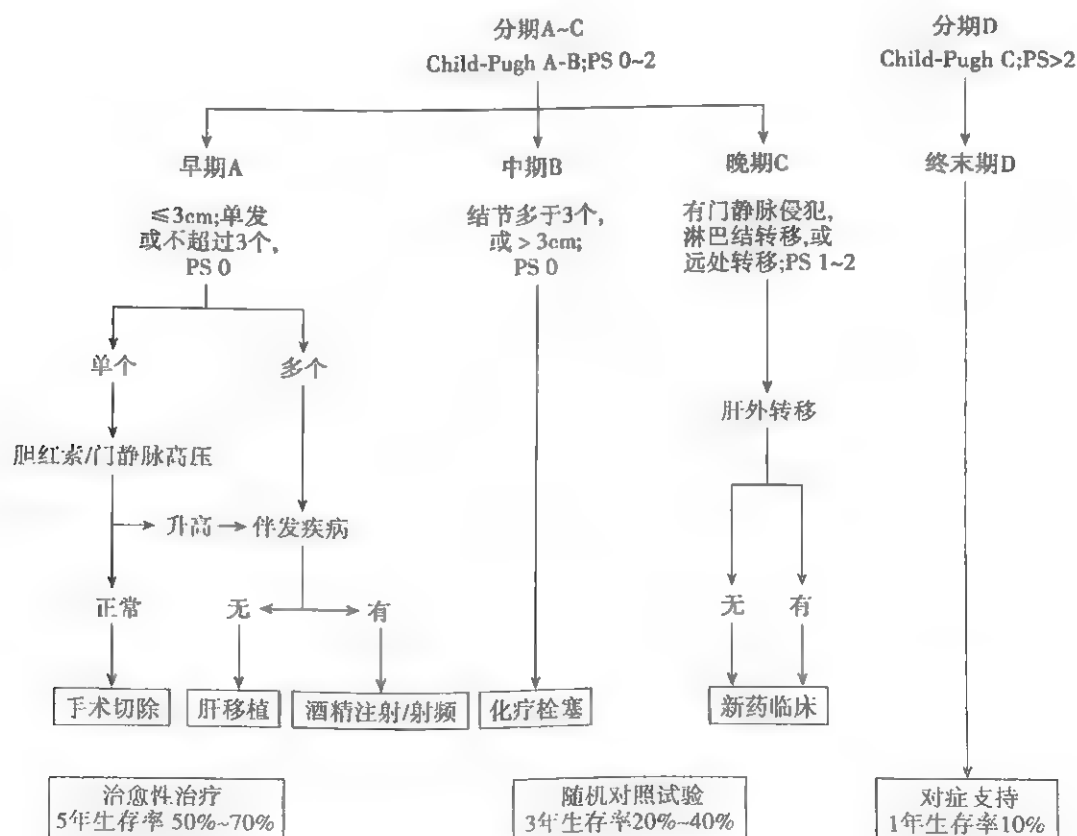 分期A~C
Child-Pugh A-B;PS 0~2
分期D
Child-Pugh C;PS>2
早期A
中期B
晚期C
终末期D
≤3cm;单发
或不超过3个,
PS 0
结节多于3个,
或>3cm;
PS 0
有门静脉侵犯,
淋巴结转移,或
远处转移;PS 1~2
单个
多个
肝外转移
胆红素/门静脉高压
升高
伴发疾病
正常
无
有
无
有
手术切除
肝移植
酒精注射/射频
化疗栓塞
新药临床
治愈性治疗
5年生存率 50%~70%
随机对照试验
3年生存率20%~40%
对症支持
1年生存率10%